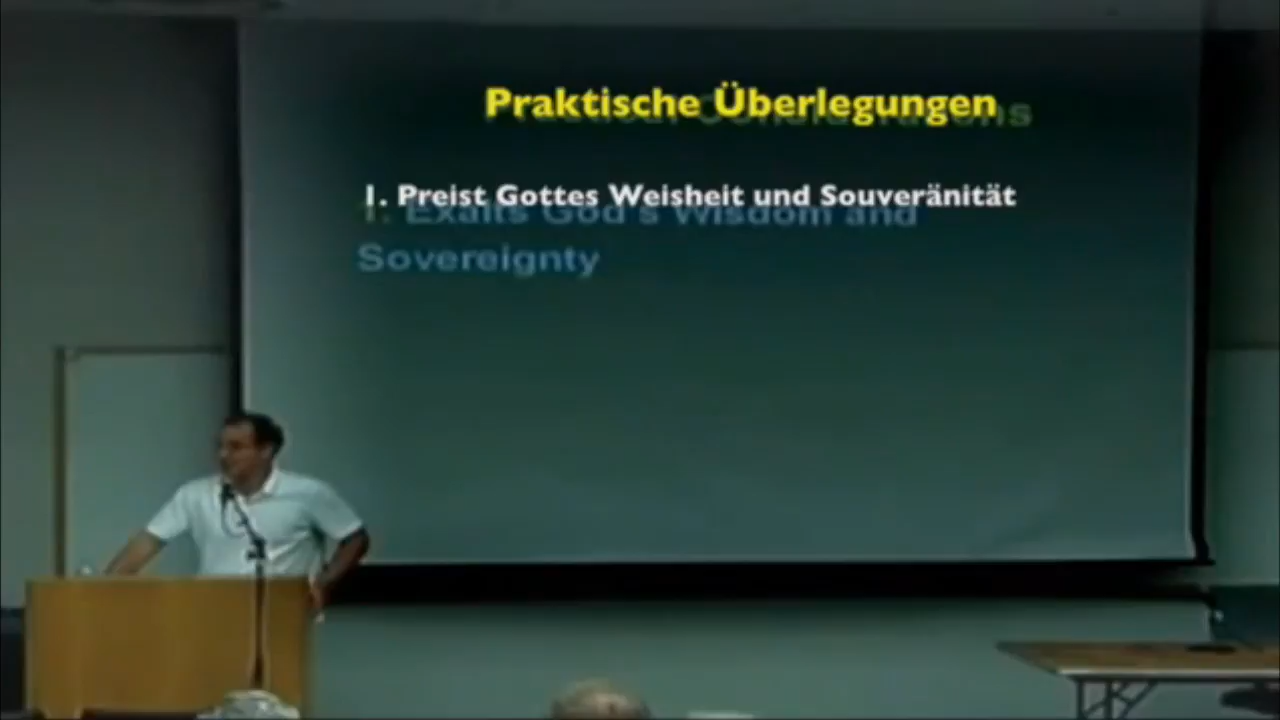 Praktische Überlegungen
1. Preist Gottes Weisheit und Souveränität
1. Exalts God's Wisdom and
Sovereignty